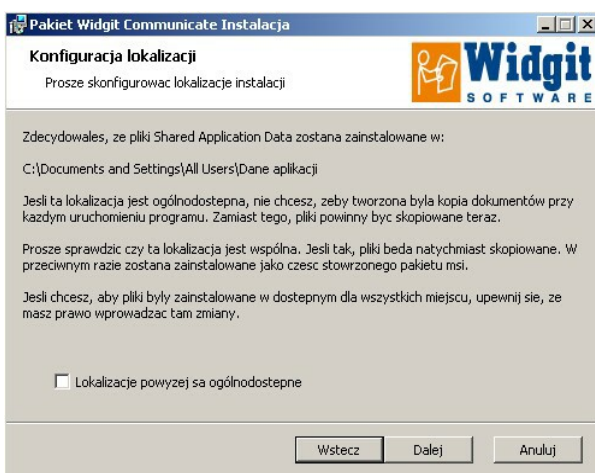 Pakiet Widgit Communicate Instalacja
Konfiguracja lokalizacji
Prosze skonfigurowac lokalizacje instalacji
Widgit
SOFTWARE
Zdecydowales, ze pliki Shared Application Data zostana zainstalowane w:
C:\Documents and Settings\All Users\Dane aplikacji
Jesli ta lokalizacja jest ogólnodostepna, nie chcesz, zeby tworzona byla kopia dokumentów przy
kazdym uruchomieniu programu. Zamiast tego, pliki powinny byc skopiowane teraz.
Prosze sprawdzic czy ta lokalizacja jest wspólna. Jesli tak, pliki beda natychmiast skopiowane. W
przeciwnym razie zostana zainstalowane jako czesc stowrzonego pakietu msi.
Jesli chcesz, aby pliki byly zainstalowane w dostepnym dla wszystkich miejscu, upewnij sie, ze
masz prawo wprowadzac tam zmiany.
Lokalizacje powyzej sa ogólnodostepne
Wstecz Dalej Anuluj